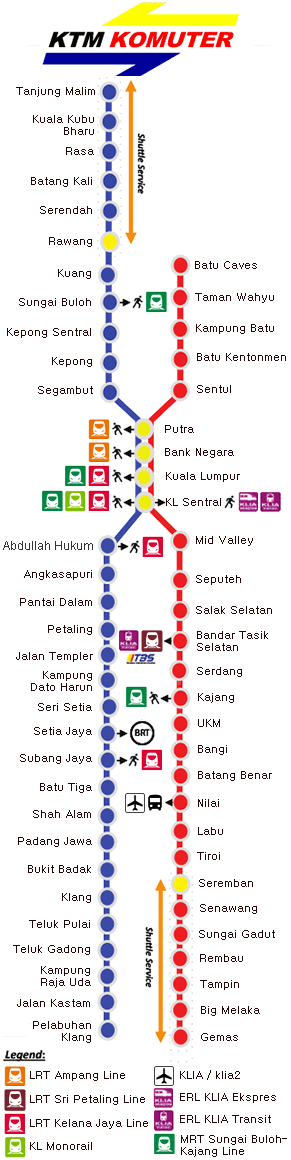 KTM KOMUTER
Tanjung Malim
Kuala Kubu
Bharu
Rasa
Batang Kali
Serendah
Rawang
Shuttle Service
Kuang
Sungai Buloh
Kepong Sentral
Kepong
Segambut
Batu Caves
Taman Wahyu
Kampung Batu
Batu Kentonmen
Sentul
Putra
Bank Negara
Kuala Lumpur
KL Sentral
Abdullah Hukum
Angkasapuri
Pantai Dalam
Petaling
Jalan Templer
Kampung
Dato Harun
Seri Setia
Setia Jaya
BRT
Subang Jaya
Batu Tiga
Shah Alam
Padang Jawa
Bukit Badak
Klang
Teluk Pulai
Teluk Gadong
Kampung
Raja Uda
Jalan Kastam
Pelabuhan
Klang
Mid Valley
Seputeh
Salak Selatan
Bandar Tasik
Selatan
TBS
Serdang
Kajang
UKM
Bangi
Batang Benar
Nilai
Labu
Tiroi
Seremban
Senawang
Sungai Gadut
Rembau
Tampin
Big Melaka
Gemas
Shuttle Service
Legend:
LRT Ampang Line
LRT Sri Petaling Line
LRT Kelana Jaya Line
KL Monorail
KLIA / klia2
ERL KLIA Ekspres
ERL KLIA Transit
MRT Sungai Buloh-
Kajang Line